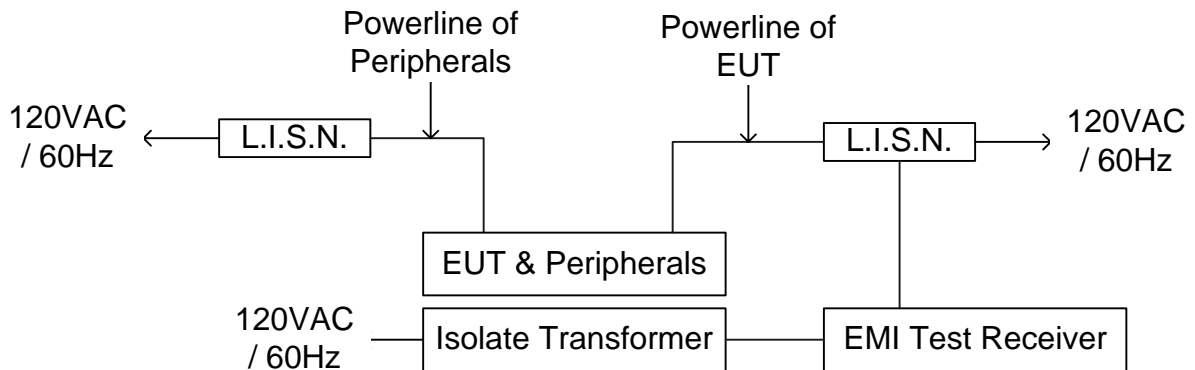 Powerline of
Peripherals
Powerline of
EUT
120VAC
/ 60Hz
L.I.S.N.
L.I.S.N.
120VAC
/ 60Hz
EUT & Peripherals
120VAC
/ 60Hz
Isolate Transformer
EMI Test Receiver